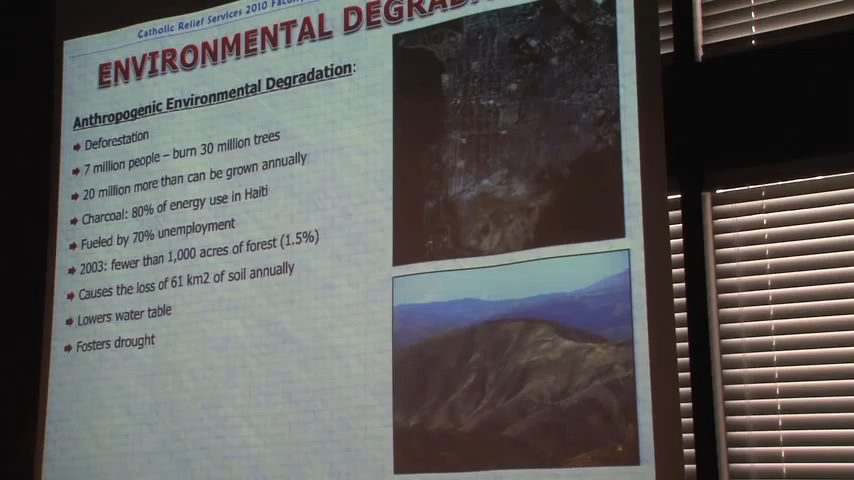 Catholic Relief Services 2010
ENVIRONMENTAL
Anthropogenic Environmental Degradation:
Deforestation
7 million people – burn 30 million trees
20 million more than can be grown annually
Charcoal: 80% of energy use in Haiti
Fueled by 70% unemployment
2003: fewer than 1,000 acres of forest (1.5%)
Causes the loss of 61 km2 of soil annually
Lowers water table
Fosters drought